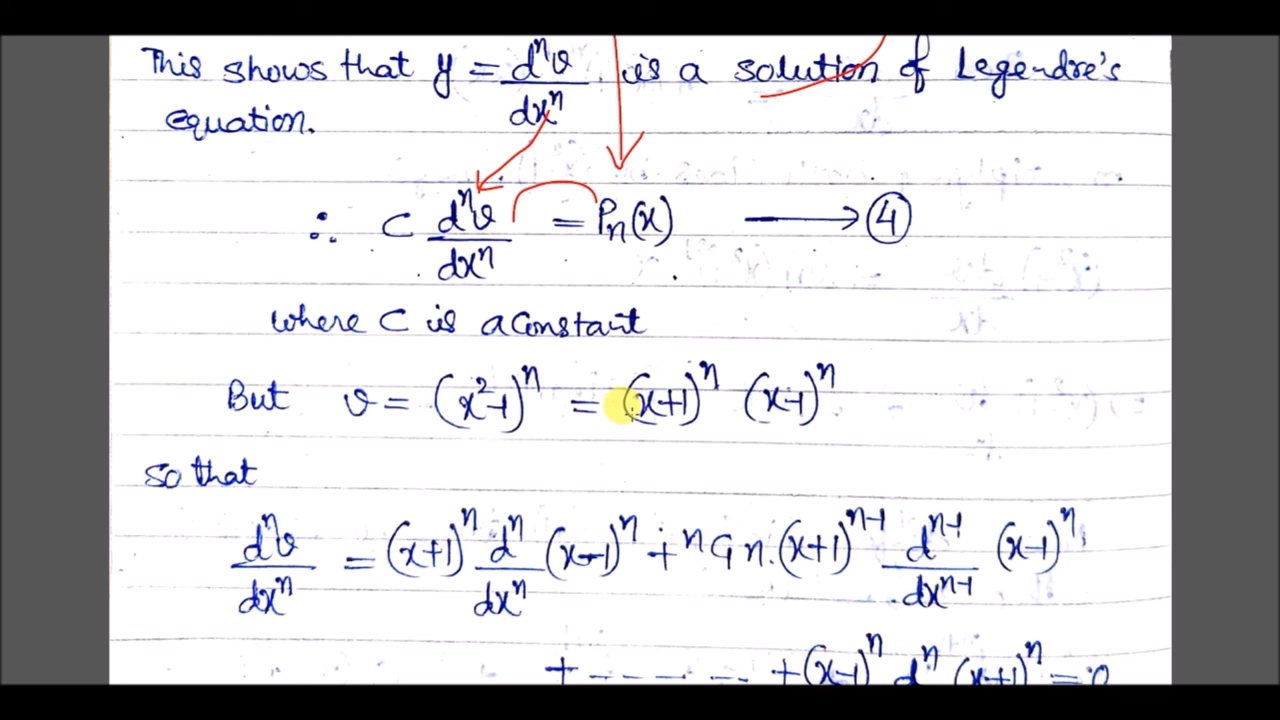 This shows that y = dⁿv/dxⁿ is a solution of Legendre's
equation.
∴ C dⁿv/dxⁿ = Pₙ(x) ⟶ ④
where C is a constant
But v = (x²-1)ⁿ = (x+1)ⁿ (x-1)ⁿ
so that
dⁿv/dxⁿ = (x+1)ⁿ dⁿ/dxⁿ (x-1)ⁿ + ⁿC₁ n.(x+1)ⁿ⁻¹ dⁿ⁻¹/dxⁿ⁻¹ (x-1)ⁿ
+ ------- + (x-1)ⁿ dⁿ (x+1)ⁿ = 0